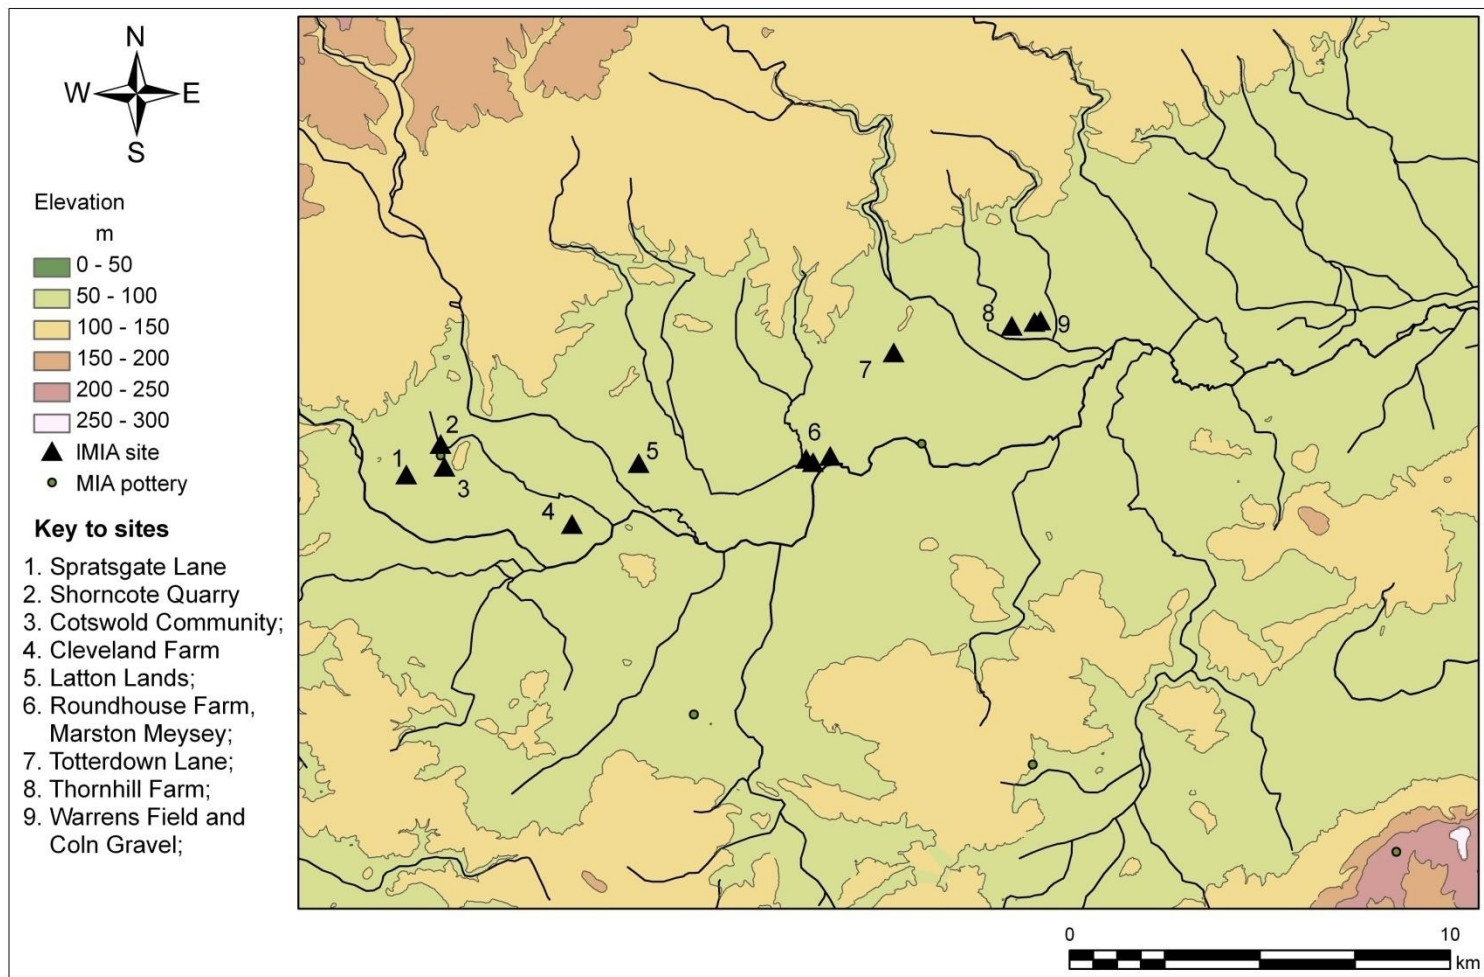 N
W E
S
Elevation
m
0 - 50
50 - 100
100 - 150
150 - 200
200 - 250
250 - 300
IMIA site
MIA pottery
Key to sites
1. Spratsgate Lane
2. Shorncote Quarry
3. Cotswold Community;
4. Cleveland Farm
5. Latton Lands;
6. Roundhouse Farm,
Marston Meysey;
7. Totterdown Lane;
8. Thornhill Farm;
9. Warrens Field and
Coln Gravel;
8 9
7
2 6
1 5
3
4
0 10
km